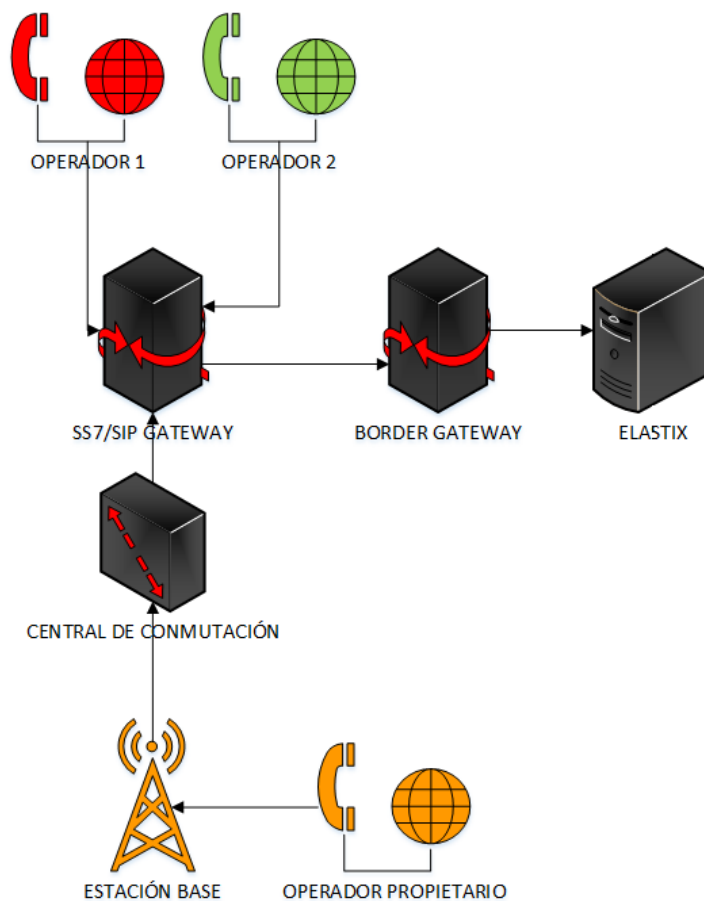 OPERADOR 1
OPERADOR 2
SS7/SIP GATEWAY
BORDER GATEWAY
ELASTIX
CENTRAL DE CONMUTACIÓN
ESTACIÓN BASE
OPERADOR PROPIETARIO